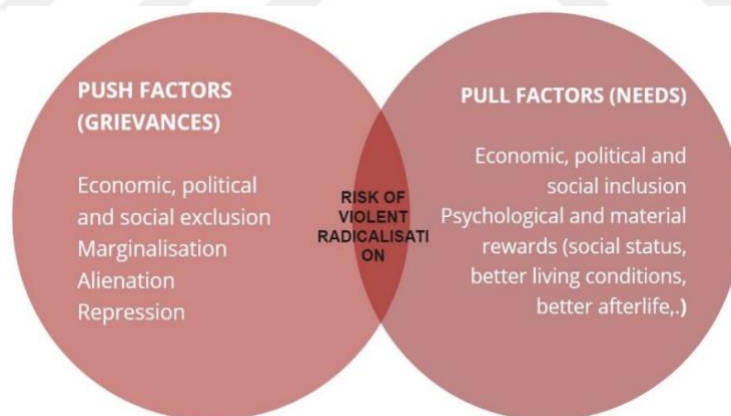 PUSH FACTORS
(GRIEVANCES)
Economic, political
and social exclusion
Marginalisation
Alienation
Repression
RISK OF
VIOLENT
RADICALISATI
ON
PULL FACTORS (NEEDS)
Economic, political and
social inclusion
Psychological and material
rewards (social status,
better living conditions,
better afterlife,.)